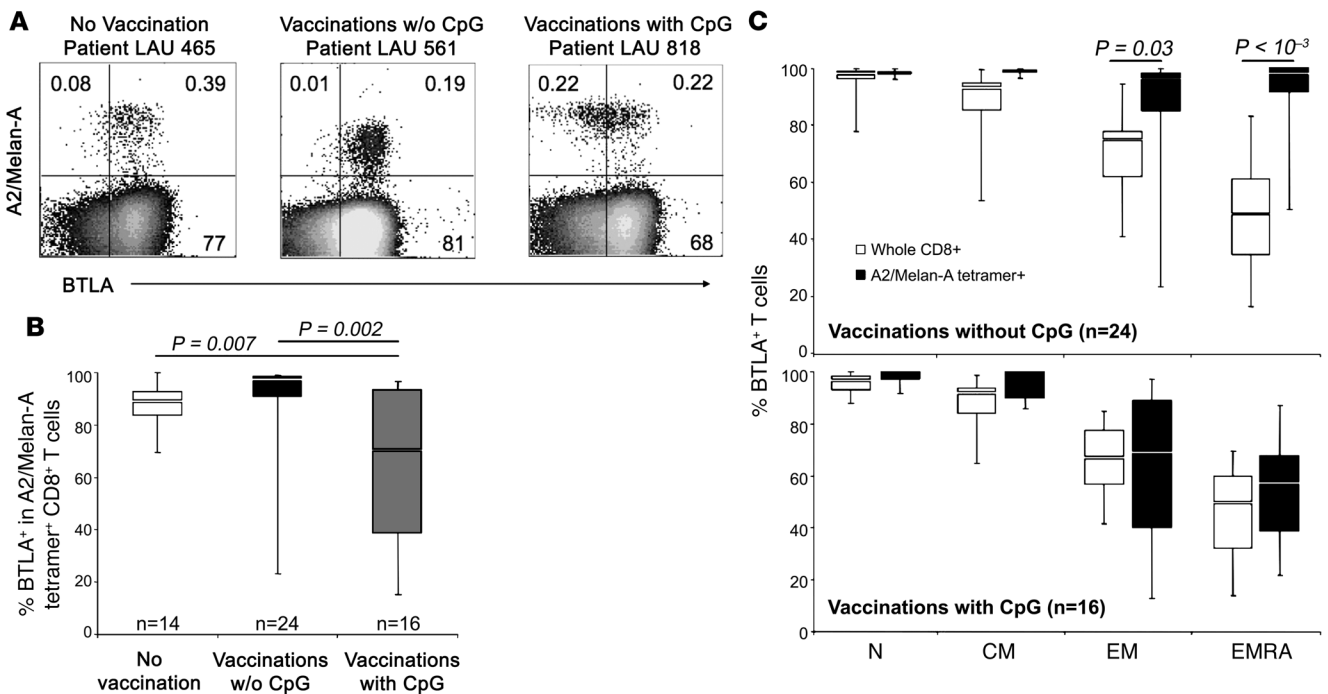 A
No Vaccination
Patient LAU 465
Vaccinations w/o CpG
Patient LAU 561
Vaccinations with CpG
Patient LAU 818
A2/Melan-A
0.08 0.39
77
0.01 0.19
81
0.22 0.22
68
BTLA
B
P = 0.007
P = 0.002
% BTLA⁺ in A2/Melan-A
tetramer⁺ CD8⁺ T cells
100
80
60
40
20
0
n=14
n=24
n=16
No
vaccination
Vaccinations
w/o CpG
Vaccinations
with CpG
C
P = 0.03
P < 10⁻³
% BTLA⁺ T cells
100
80
60
40
20
0
Whole CD8+
A2/Melan-A tetramer+
Vaccinations without CpG (n=24)
100
80
60
40
20
0
Vaccinations with CpG (n=16)
N
CM
EM
EMRA